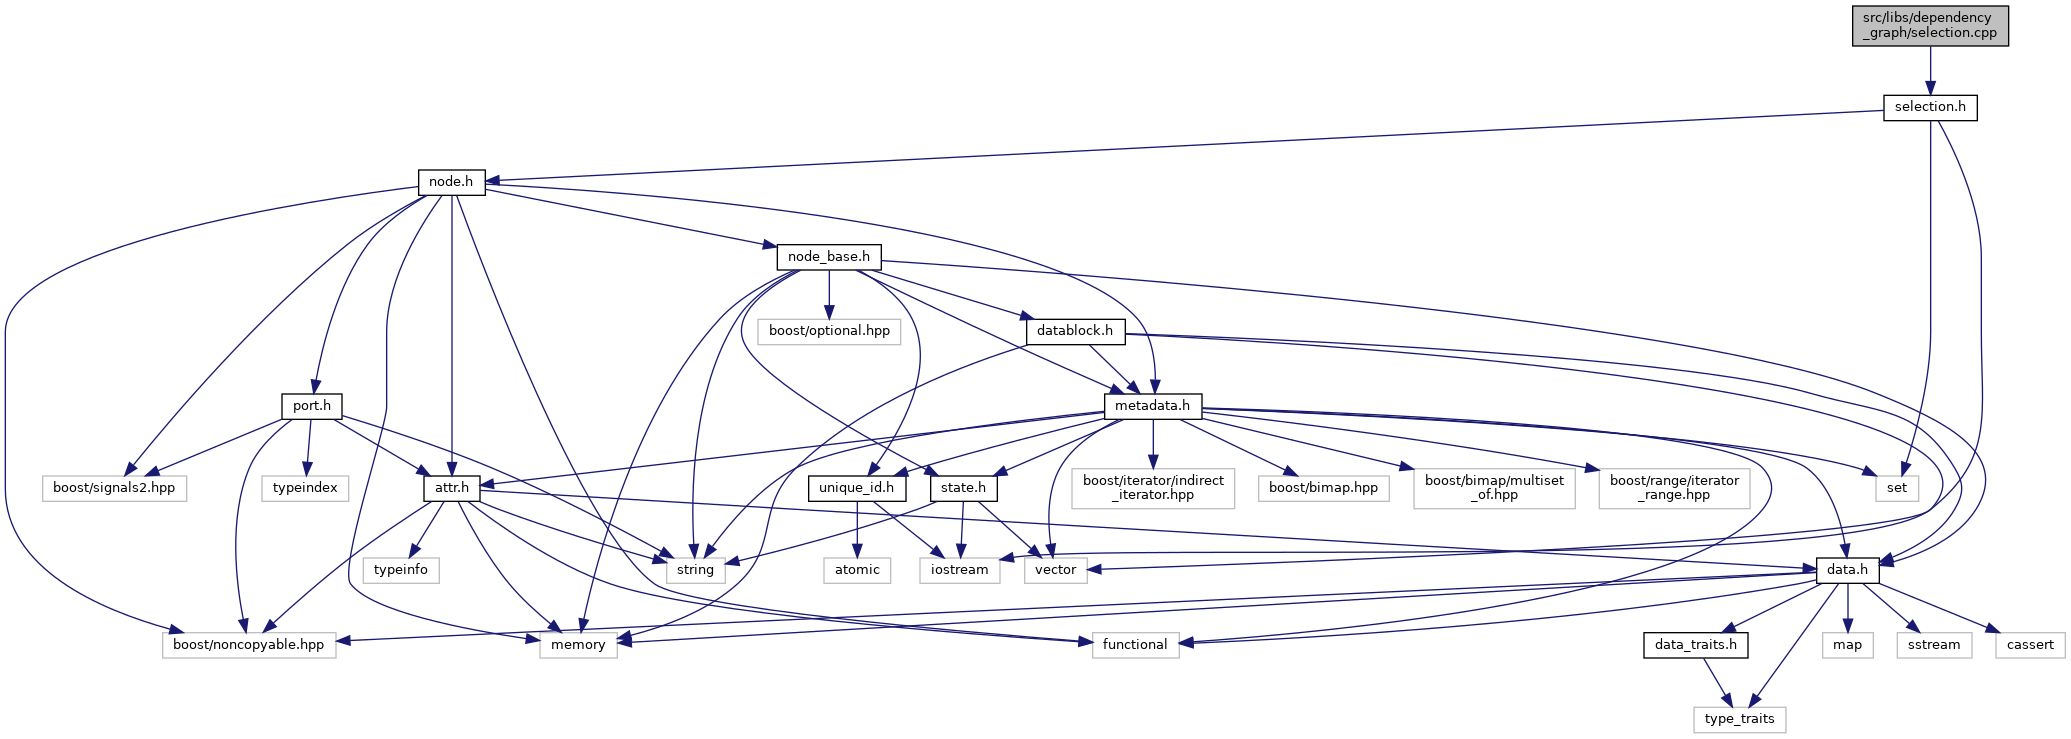 src/libs/dependency
_graph/selection.cpp
selection.h
node.h
node_base.h
boost/optional.hpp
datablock.h
port.h
metadata.h
boost/signals2.hpp
typeindex
attr.h
unique_id.h
state.h
boost/iterator/indirect
_iterator.hpp
boost/bimap.hpp
boost/bimap/multiset
_of.hpp
boost/range/iterator
_range.hpp
set
typeinfo
string
atomic
iostream
vector
data.h
boost/noncopyable.hpp
memory
functional
data_traits.h
map
sstream
cassert
type_traits